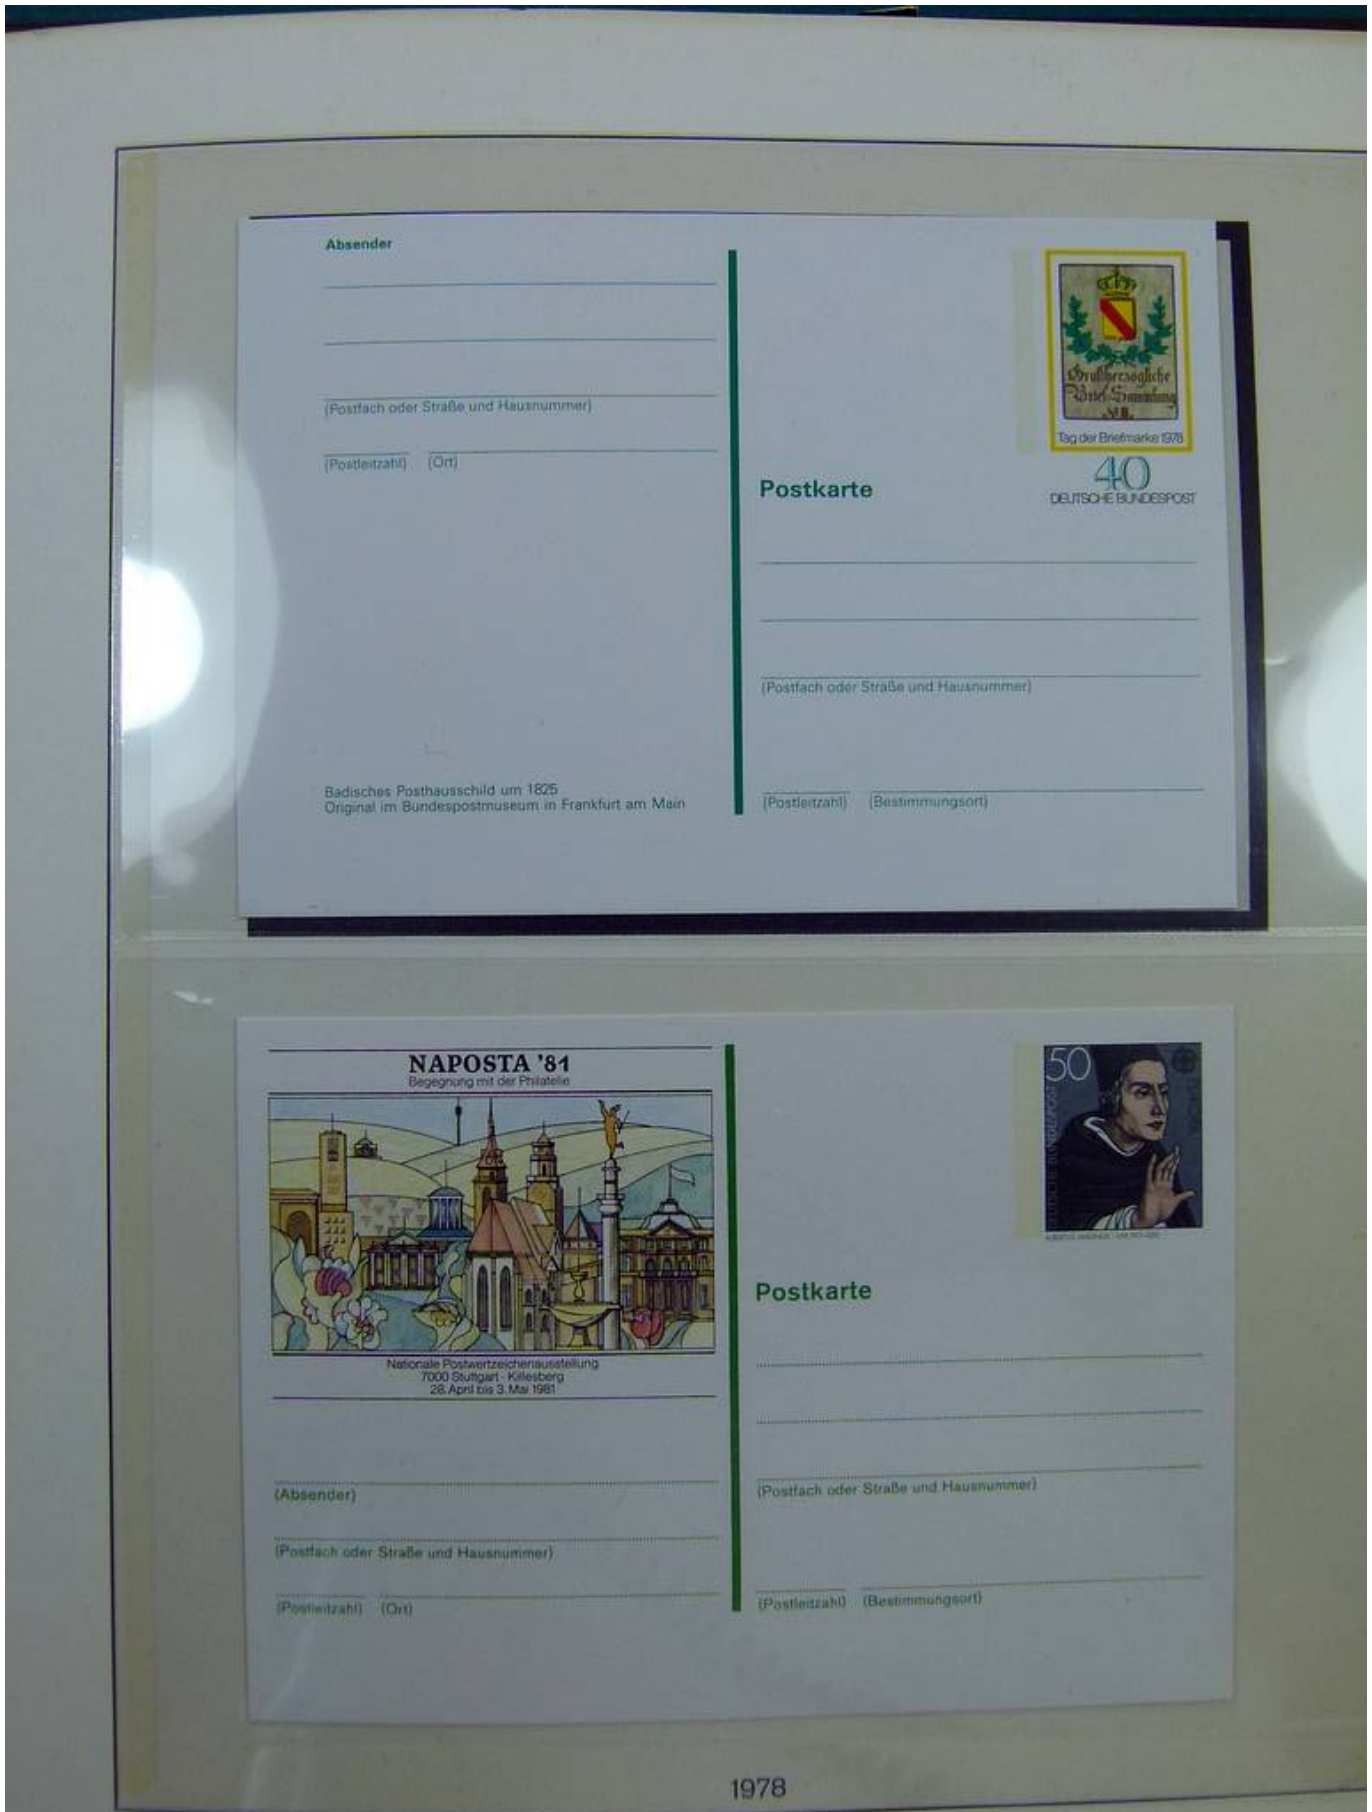 Absender
(Postfach oder Straße und Hausnummer)
(Postleitzahl) (Ort)
Badisches Posthausschild um 1825
Original im Bundespostmuseum in Frankfurt am Main
Großherzogliche
Brief-Sammlung
Tag der Briefmarke 1978
40
DEUTSCHE BUNDESPOST
Postkarte
(Postfach oder Straße und Hausnummer)
(Postleitzahl) (Bestimmungsort)
NAPOSTA '81
Begegnung mit der Philatelie
Nationale Postwertzeichenausstellung
7000 Stuttgart - Killesberg
28. April bis 3. Mai 1981
(Absender)
(Postfach oder Straße und Hausnummer)
(Postleitzahl) (Ort)
50
DEUTSCHE BUNDESPOST
Postkarte
(Postfach oder Straße und Hausnummer)
(Postleitzahl) (Bestimmungsort)
1978